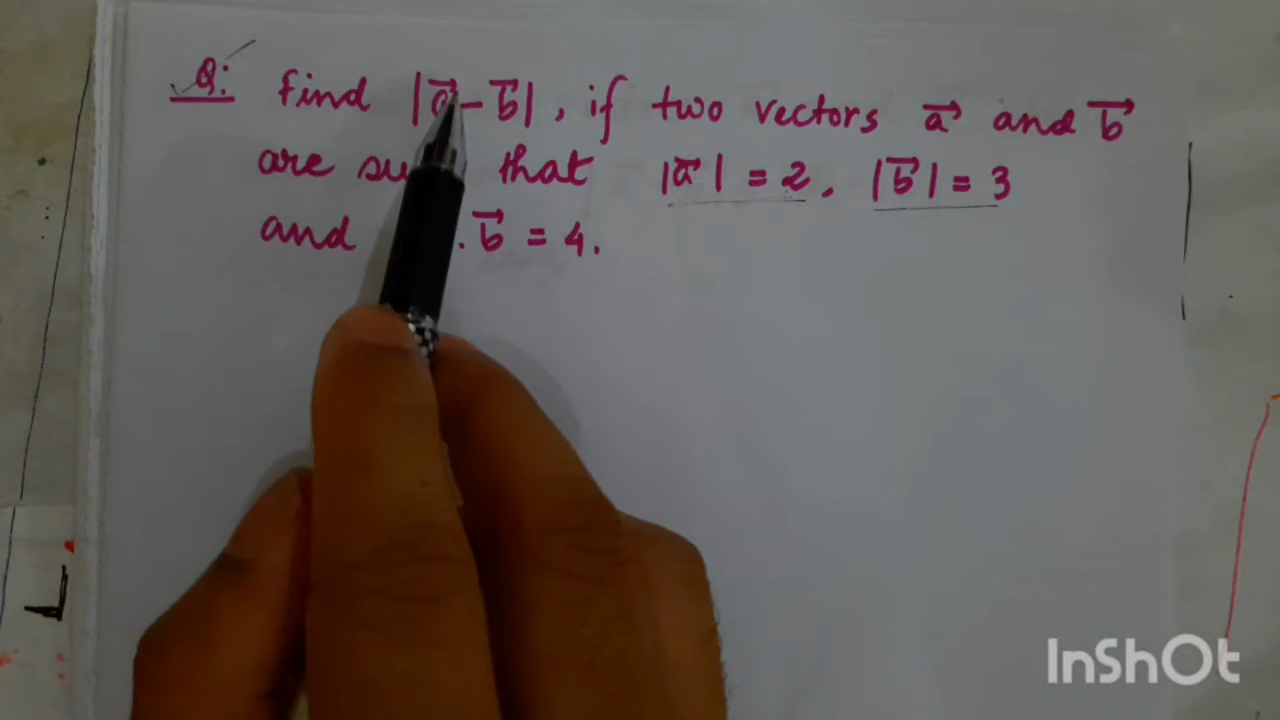 Q: Find |a⃗ - b⃗|, if two vectors a⃗ and b⃗
are that |a⃗| = 2, |b⃗| = 3
and . b⃗ = 4.
InShOt